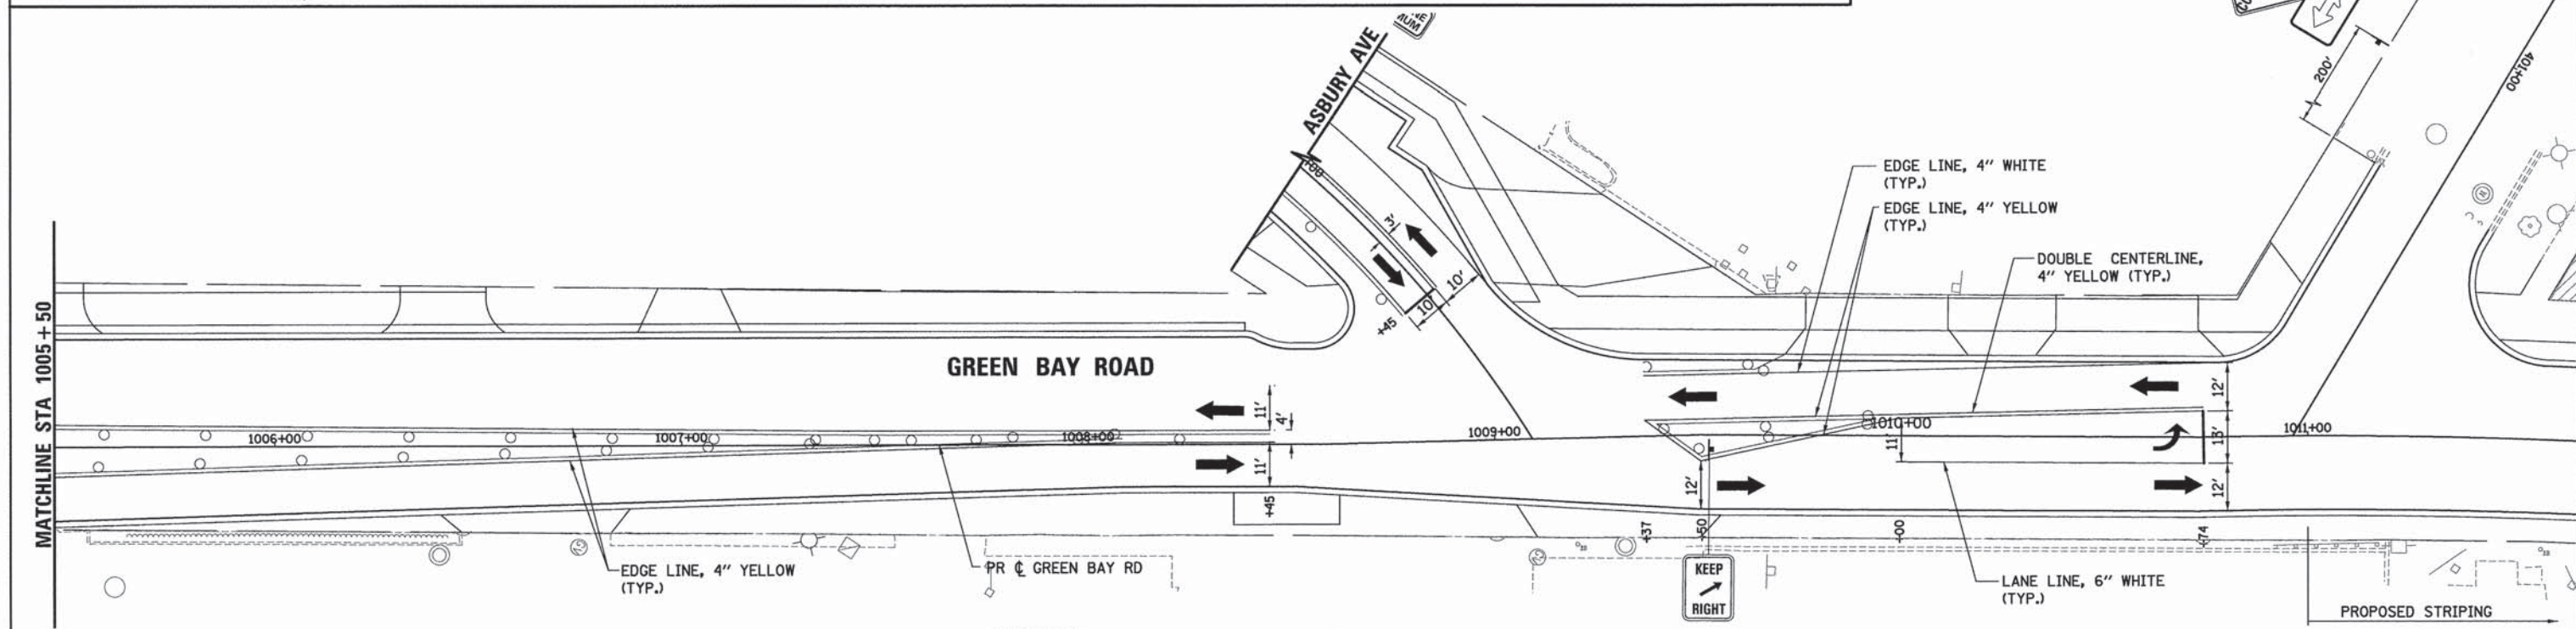 ASBURY AVE
200'
401+00
EDGE LINE, 4" WHITE
(TYP.)
EDGE LINE, 4" YELLOW
(TYP.)
DOUBLE CENTERLINE,
4" YELLOW (TYP.)
3'
10'
10'
+45
MATCHLINE STA 1005+50
GREEN BAY ROAD
11'
4'
11'
12'
13'
12'
1006+00
1007+00
1008+00
1009+00
1010+00
1011+00
11'
12'
+45
+37
+50
+00
+74
EDGE LINE, 4" YELLOW
(TYP.)
PR ℄ GREEN BAY RD
KEEP
RIGHT
LANE LINE, 6" WHITE
(TYP.)
PROPOSED STRIPING